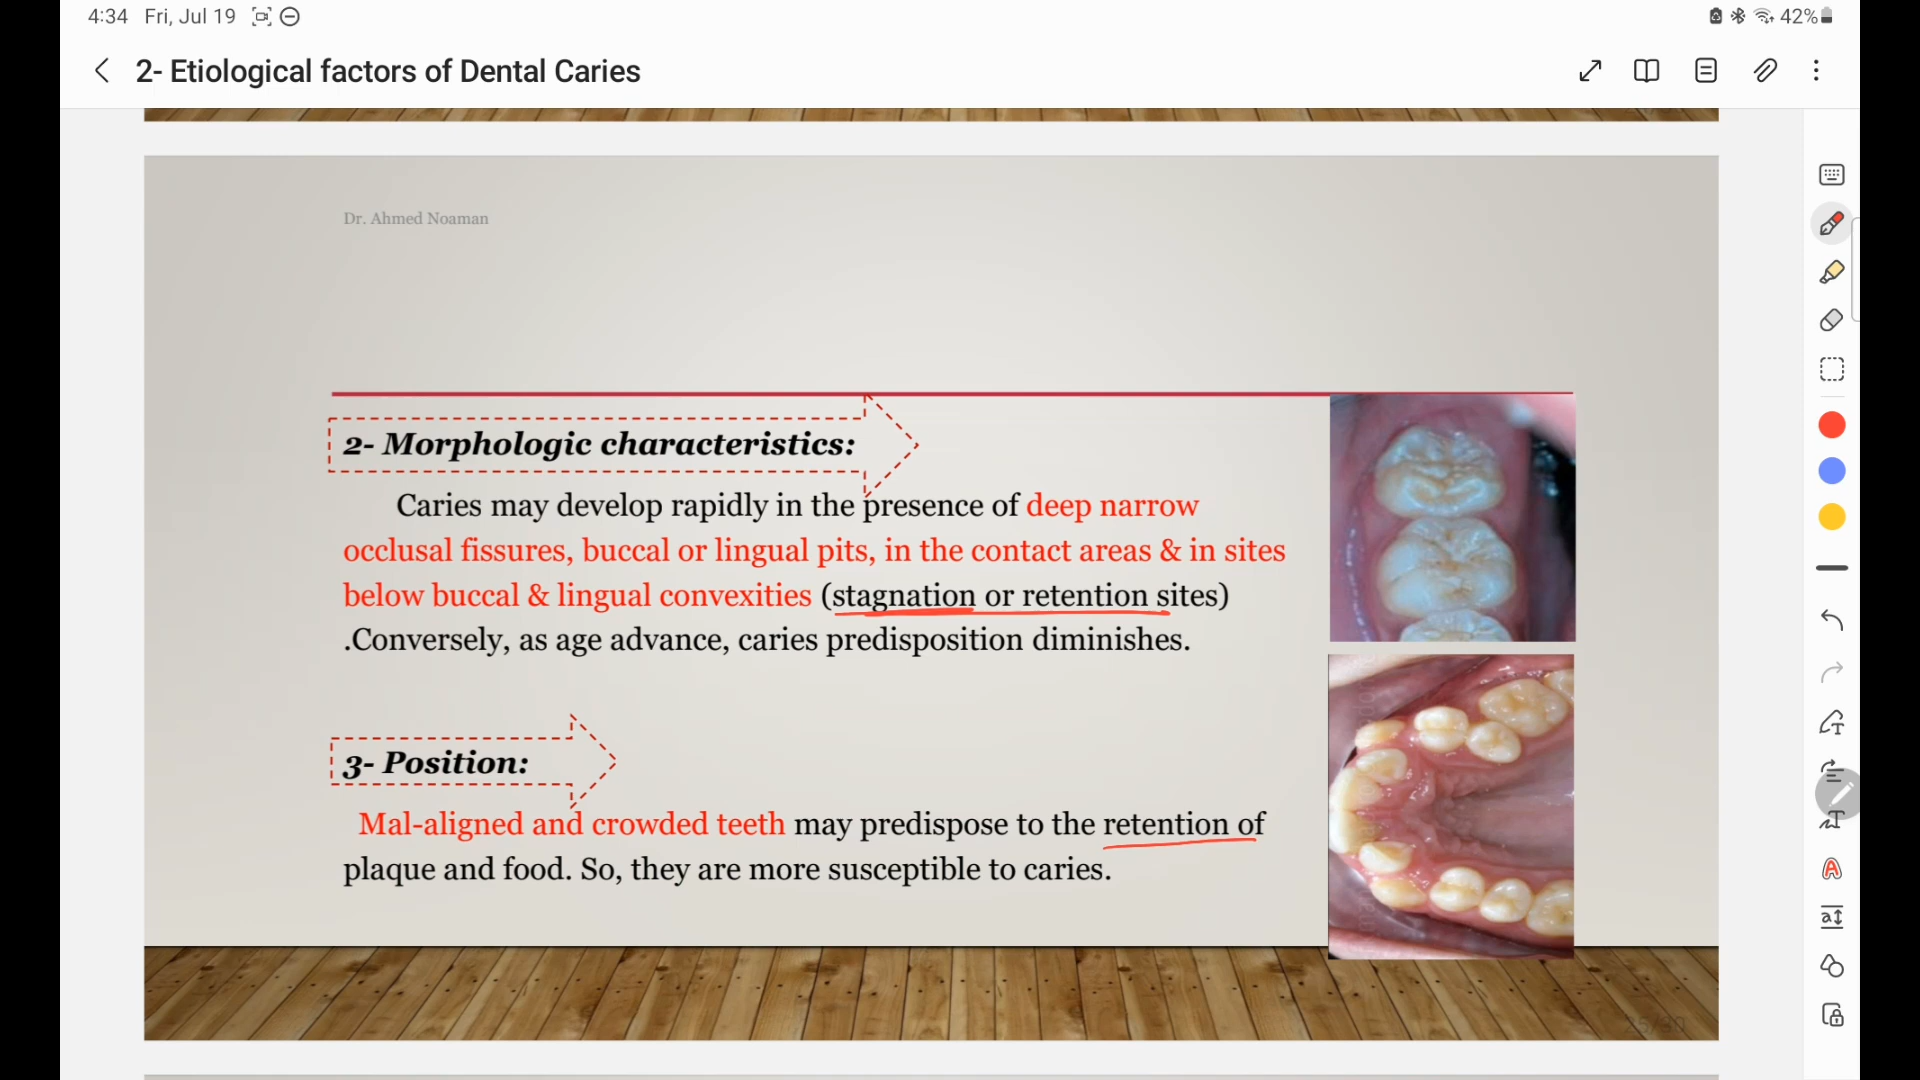 4:34 Fri, Jul 19
42%
2- Etiological factors of Dental Caries
Dr. Ahmed Noaman
2- Morphologic characteristics:
Caries may develop rapidly in the presence of deep narrow
occlusal fissures, buccal or lingual pits, in the contact areas & in sites
below buccal & lingual convexities (stagnation or retention sites)
.Conversely, as age advance, caries predisposition diminishes.
3- Position:
Mal-aligned and crowded teeth may predispose to the retention of
plaque and food. So, they are more susceptible to caries.